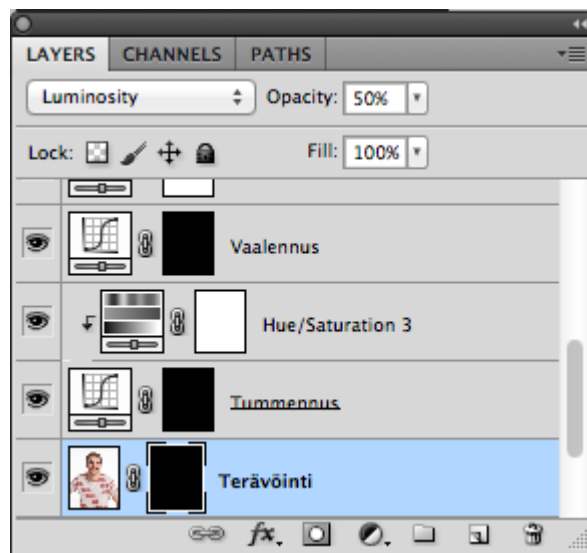 LAYERS CHANNELS PATHS
Luminosity Opacity: 50%
Lock: Fill: 100%
Vaalennus
Hue/Saturation 3
Tummennus
Terävöinti
fx.